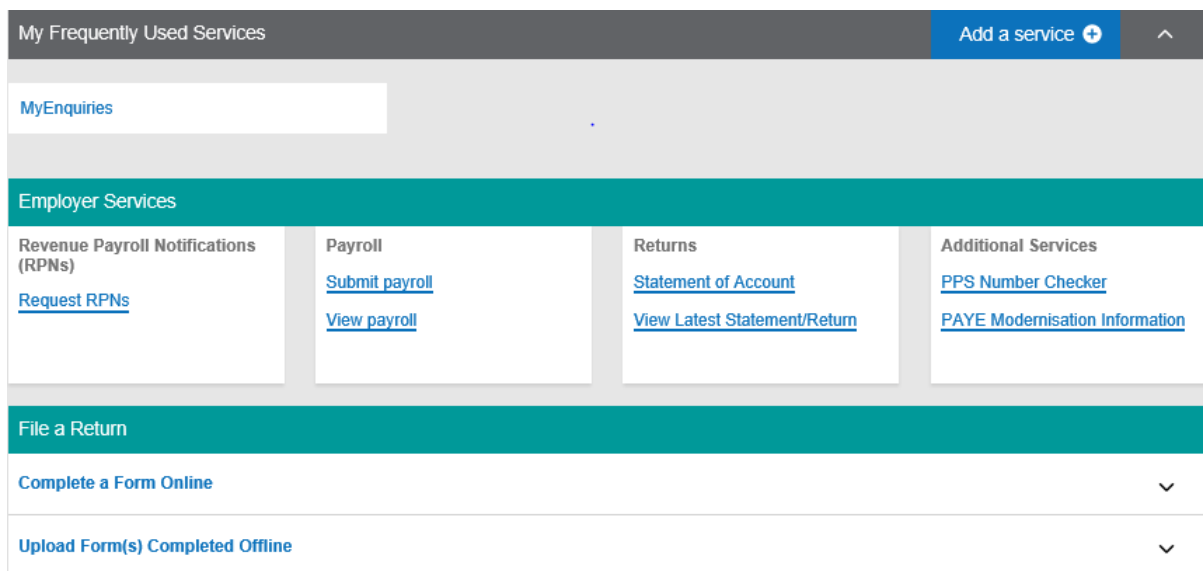 My Frequently Used Services
Add a service
MyEnquiries
Employer Services
Revenue Payroll Notifications
(RPNs)
Request RPNs
Payroll
Submit payroll
View payroll
Returns
Statement of Account
View Latest Statement/Return
Additional Services
PPS Number Checker
PAYE Modernisation Information
File a Return
Complete a Form Online
Upload Form(s) Completed Offline